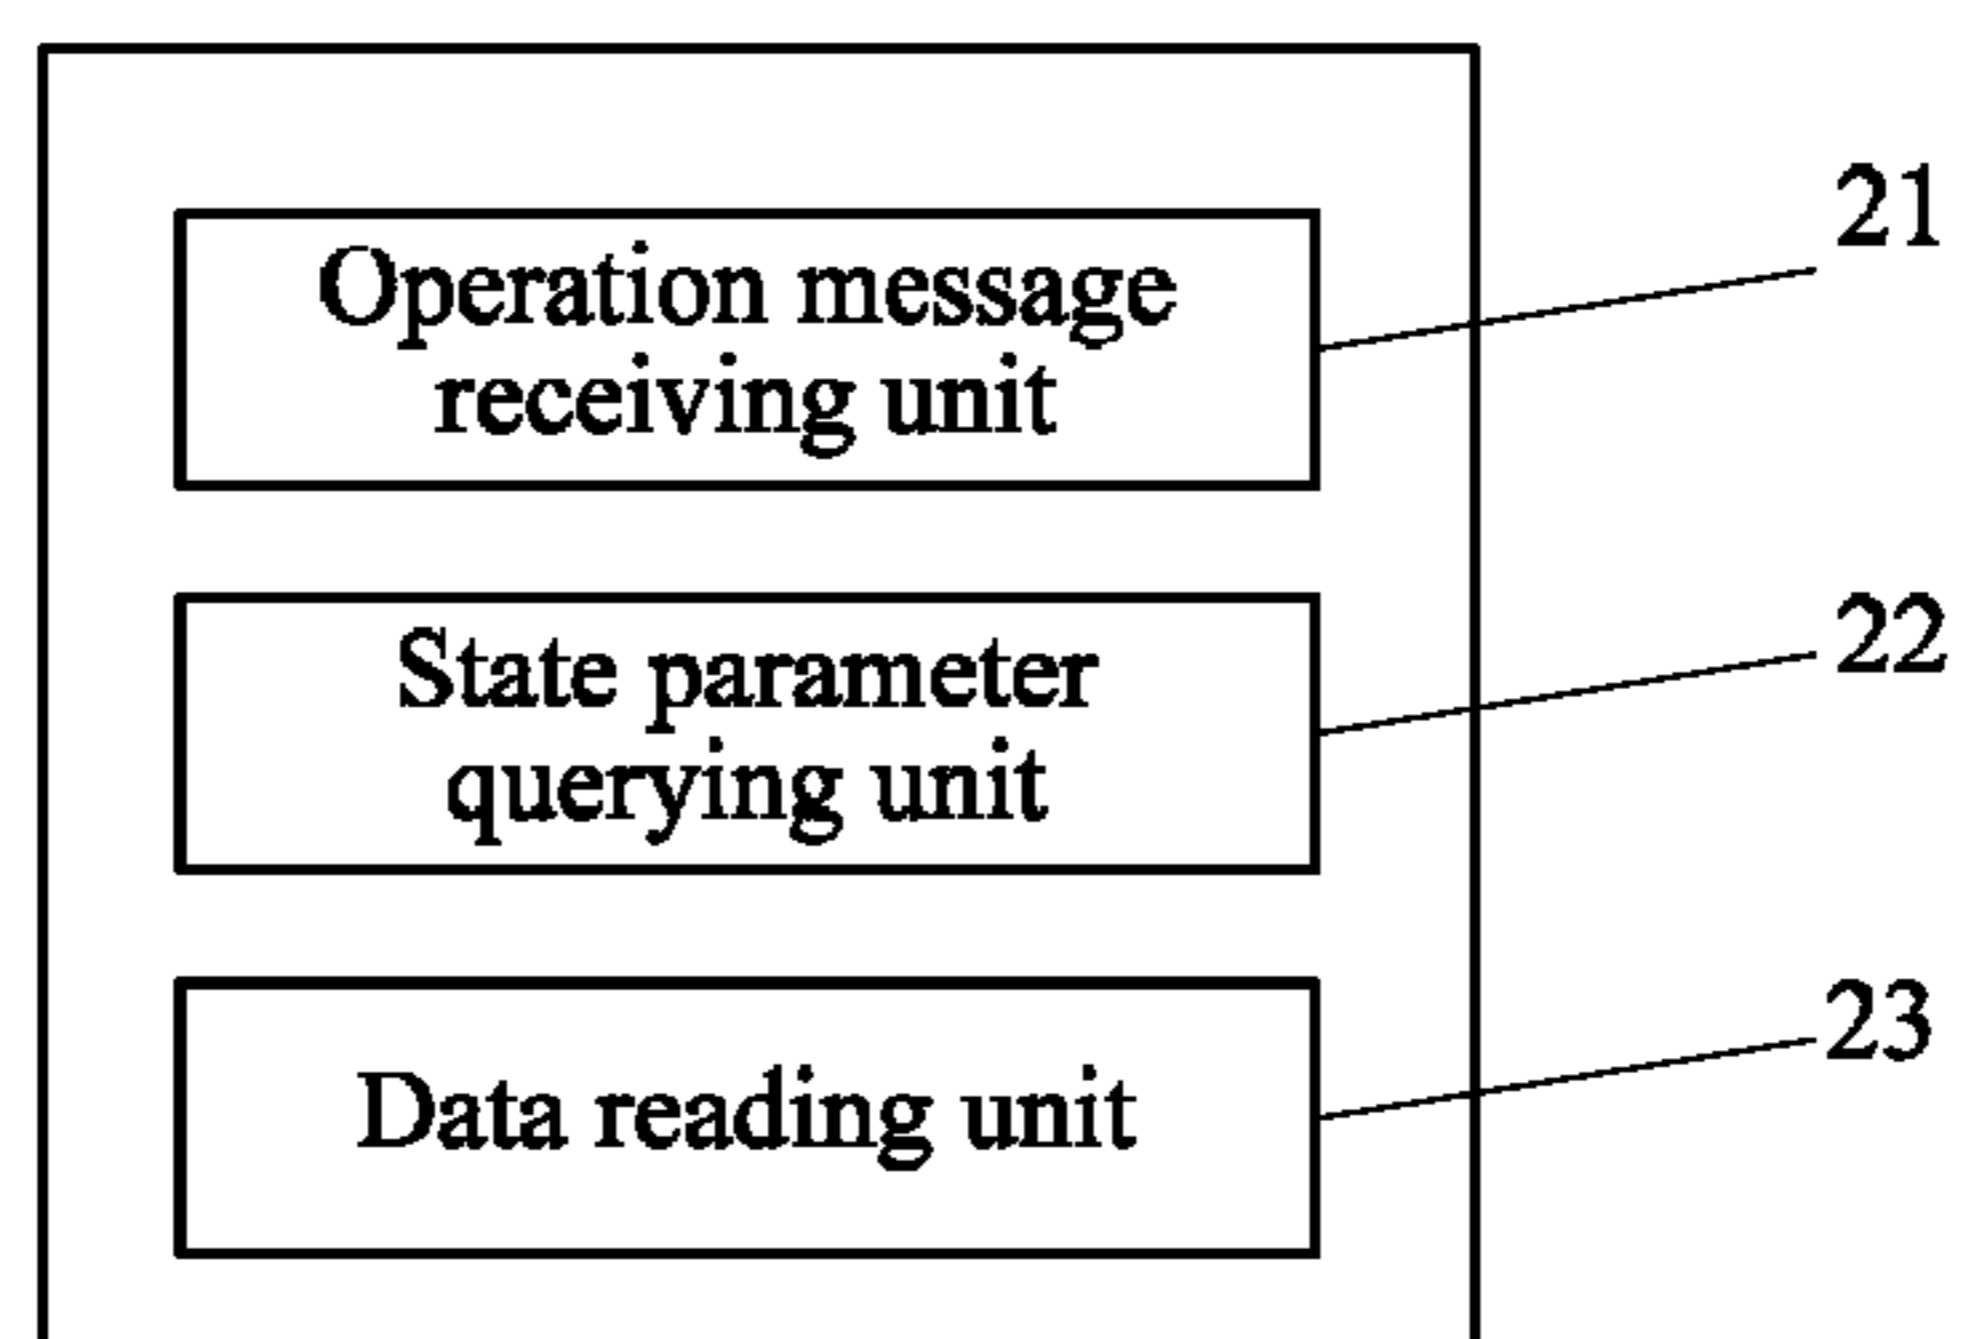 Operation message
receiving unit
21
State parameter
querying unit
22
Data reading unit
23